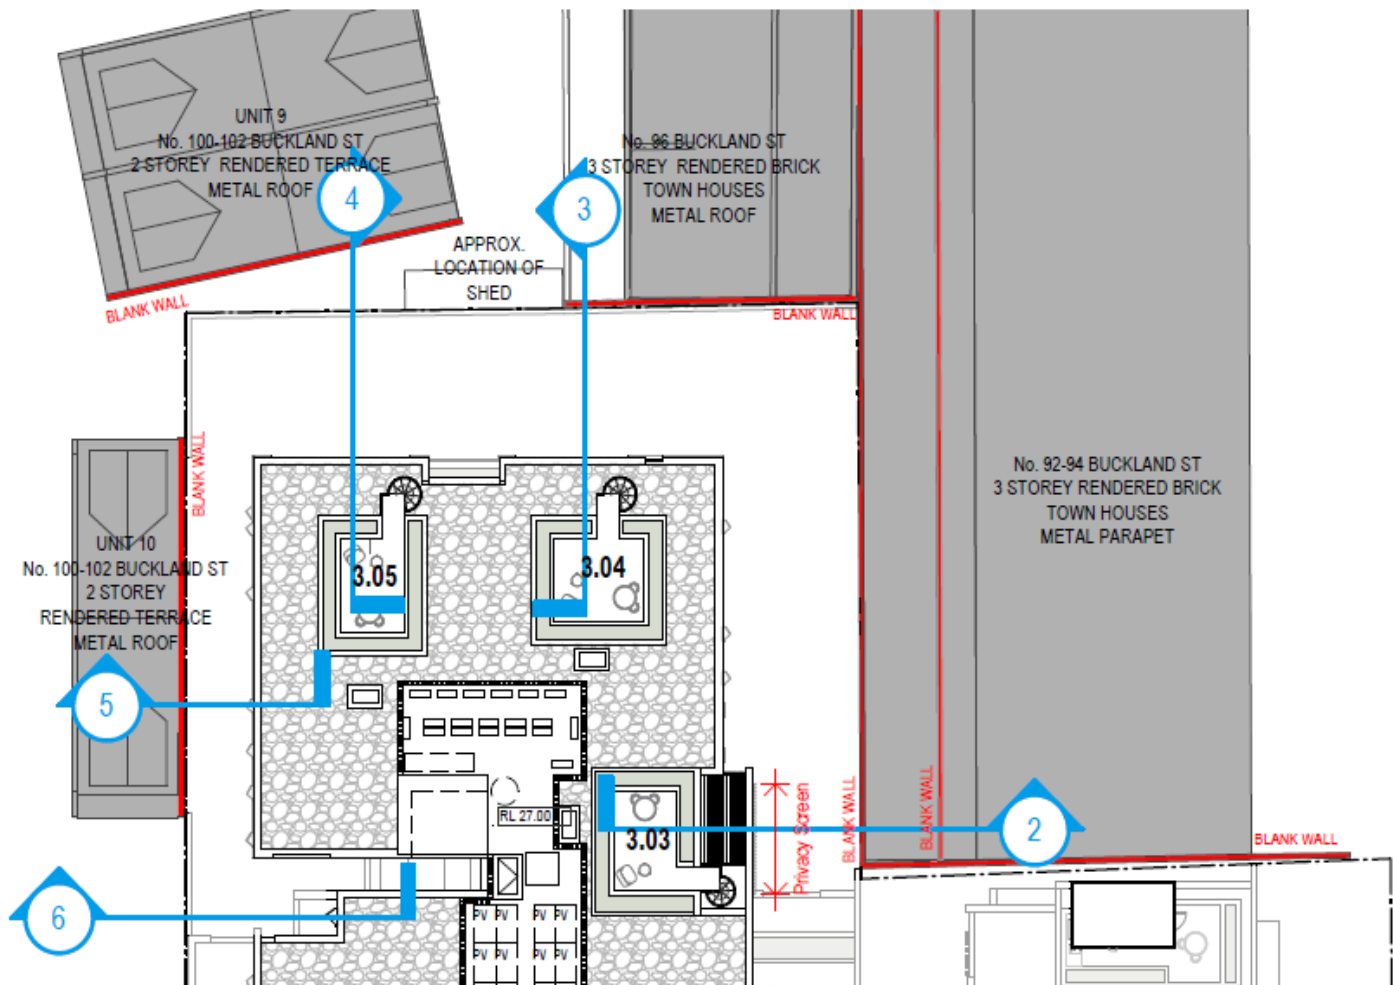 UNIT 9
No. 100-102 BUCKLAND ST
2 STOREY RENDERED TERRACE
METAL ROOF
No. 96 BUCKLAND ST
3 STOREY RENDERED BRICK
TOWN HOUSES
METAL ROOF
4
3
APPROX.
LOCATION OF
SHED
BLANK WALL
BLANK WALL
BLANK WALL
No. 92-94 BUCKLAND ST
3 STOREY RENDERED BRICK
TOWN HOUSES
METAL PARAPET
UNIT 10
No. 100-102 BUCKLAND ST
2 STOREY
RENDERED TERRACE
METAL ROOF
3.05
3.04
5
RL 27.00
3.03
Privacy Screen
BLANK WALL
BLANK WALL
2
BLANK WALL
6
PV PV PV PV
PV PV PV PV